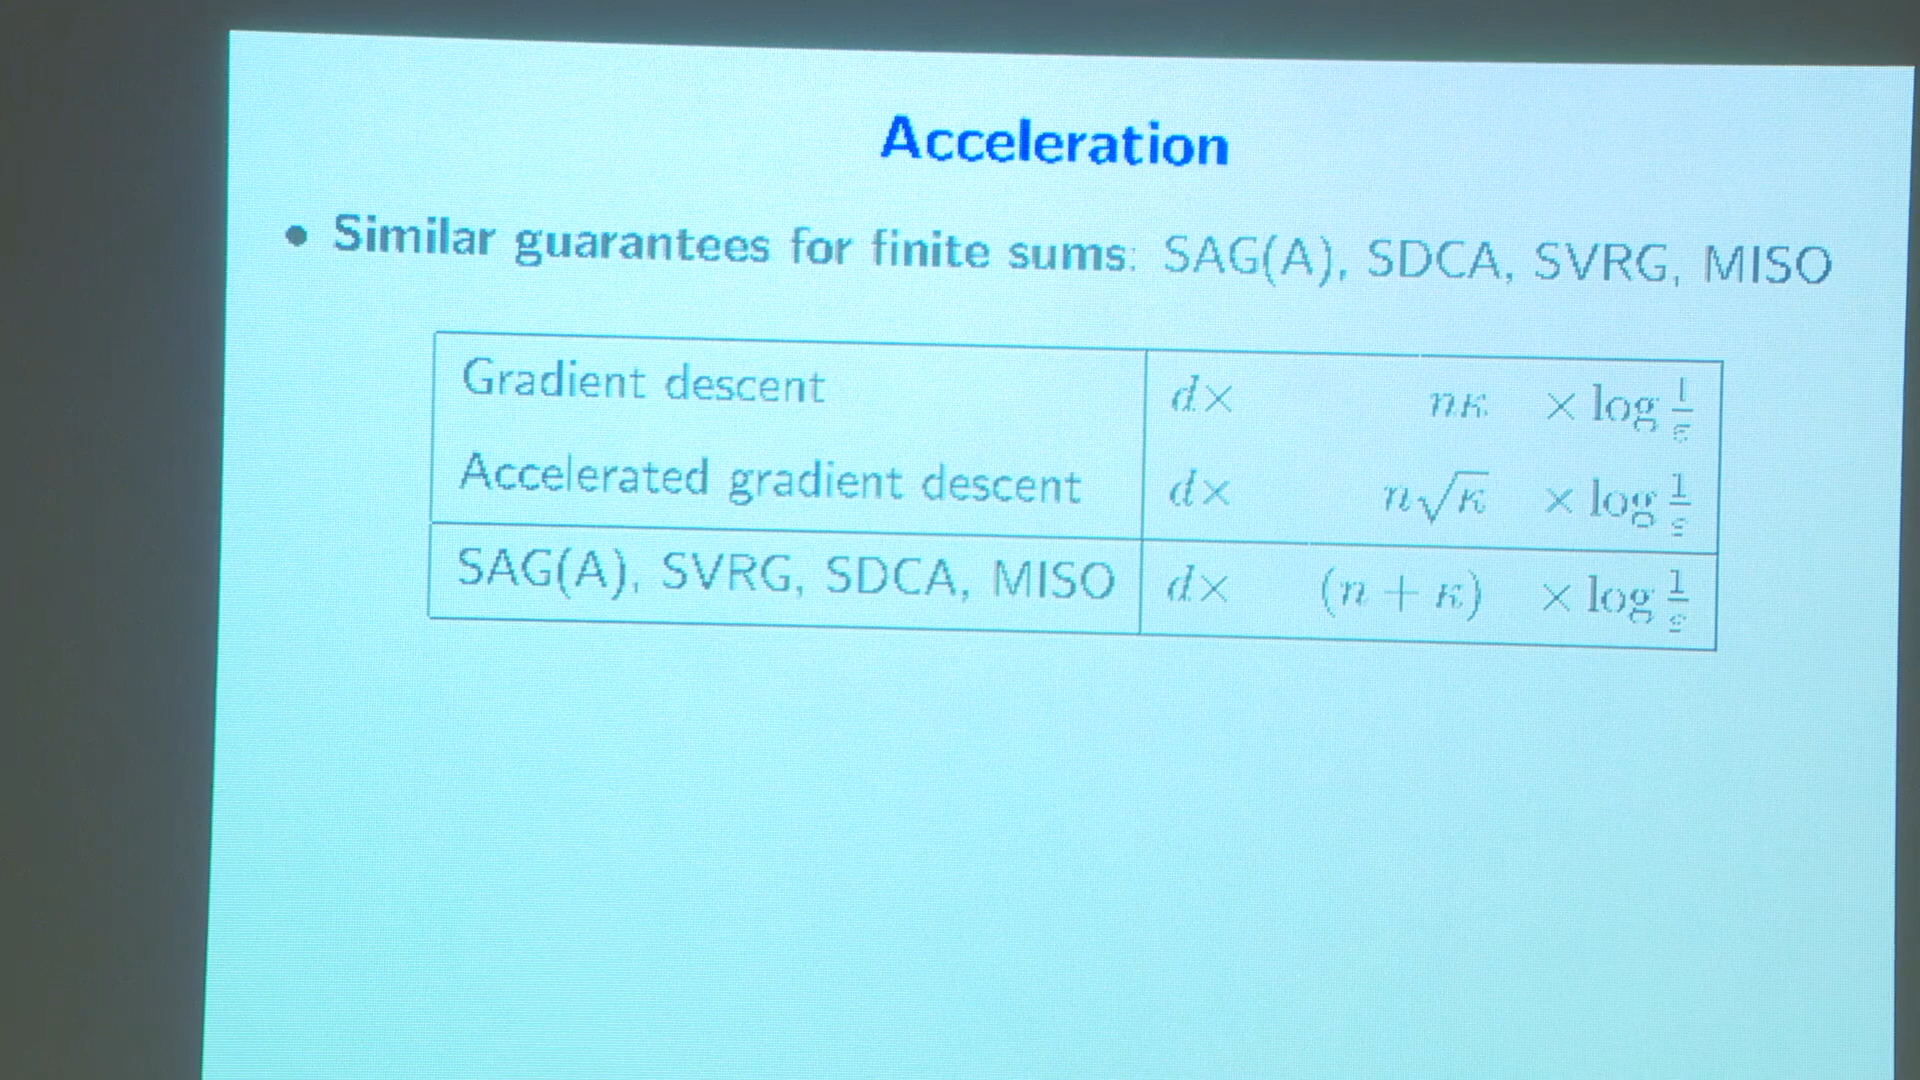 Acceleration
• Similar guarantees for finite sums: SAG(A), SDCA, SVRG, MISO
Gradient descent d× nκ × log 1/ε
Accelerated gradient descent d× n√κ × log 1/ε
SAG(A), SVRG, SDCA, MISO d× (n + κ) × log 1/ε